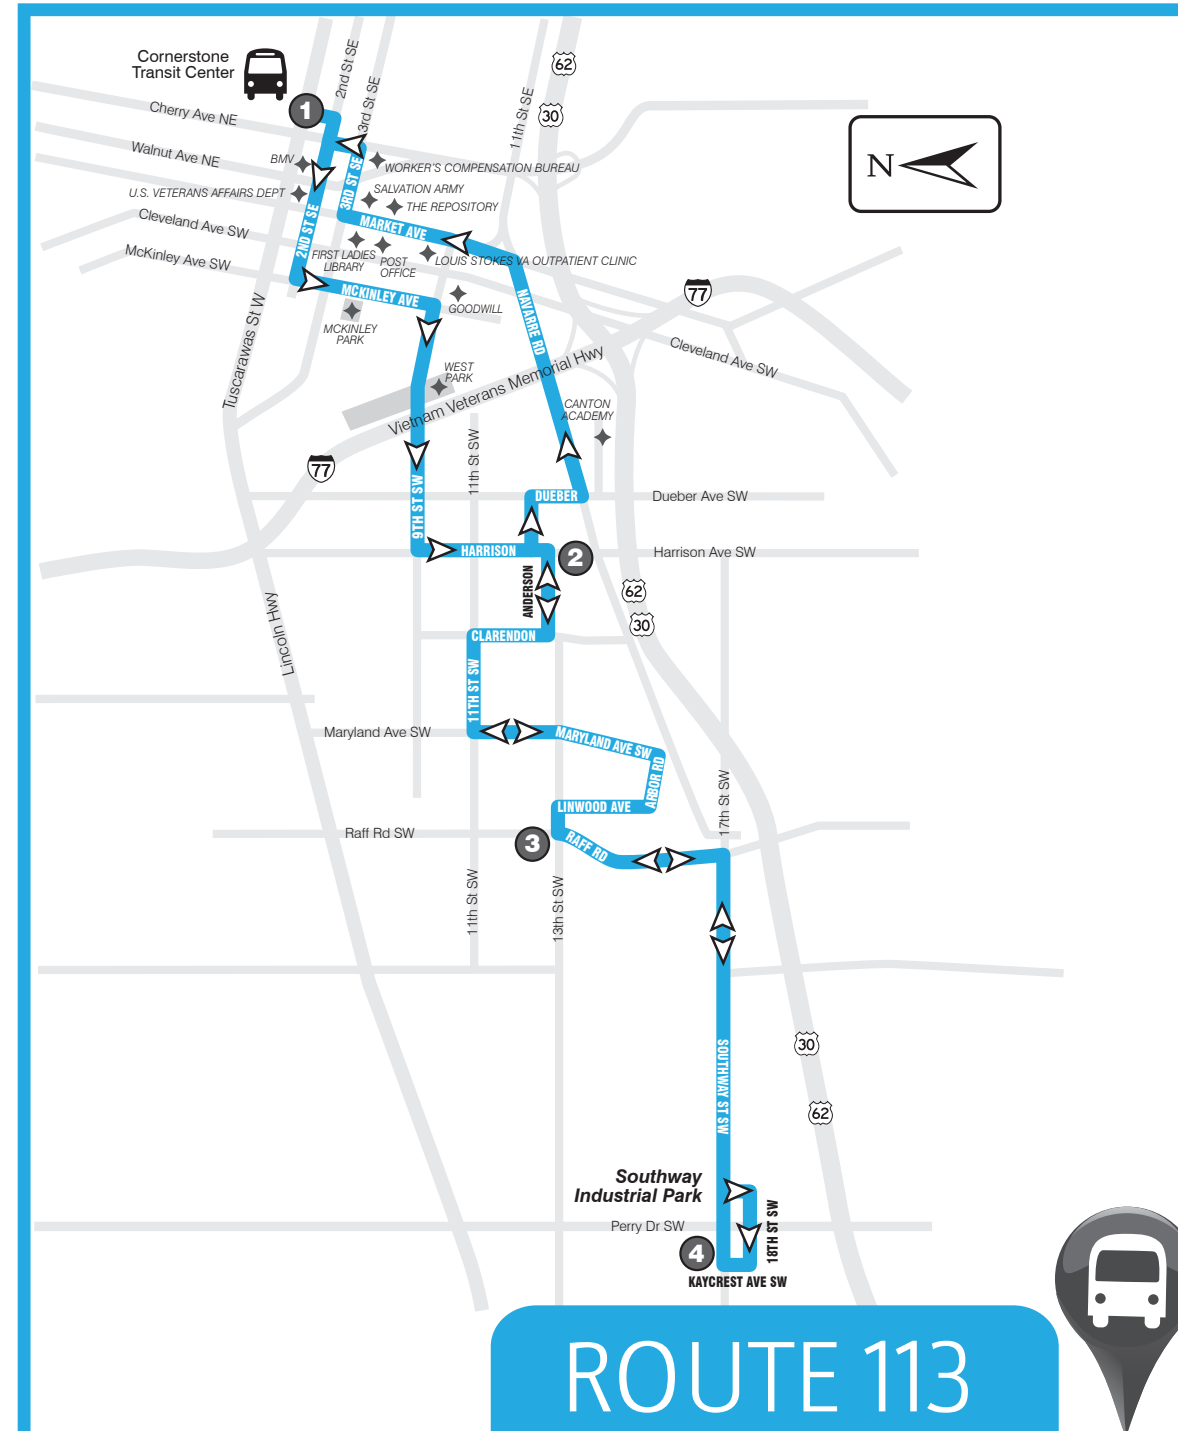 Cornerstone
Transit Center
1
2nd St SE
3rd St SE
11th St SE
62
30
Cherry Ave NE
Walnut Ave NE
BMV
WORKER'S COMPENSATION BUREAU
U.S. VETERANS AFFAIRS DEPT
3RD ST SE
SALVATION ARMY
THE REPOSITORY
N
Cleveland Ave SW
2ND ST SE
MARKET AVE
McKinley Ave SW
FIRST LADIES
LIBRARY
POST
OFFICE
LOUIS STOKES VA OUTPATIENT CLINIC
MCKINLEY AVE
GOODWILL
NAVARRE RD
77
MCKINLEY
PARK
Tuscarawas St W
Cleveland Ave SW
WEST
PARK
Vietnam Veterans Memorial Hwy
CANTON
ACADEMY
77
11th St SW
9TH ST SW
DUEBER
Dueber Ave SW
HARRISON
2
Harrison Ave SW
ANDERSON
62
30
Lincoln Hwy
CLARENDON
11TH ST SW
Maryland Ave SW
MARYLAND AVE SW
ARBOR RD
LINWOOD AVE
17th St SW
Raff Rd SW
3
RAFF RD
11th St SW
13th St SW
SOUTHWAY ST SW
30
62
Southway
Industrial Park
Perry Dr SW
18TH ST SW
4
KAYCREST AVE SW
ROUTE 113